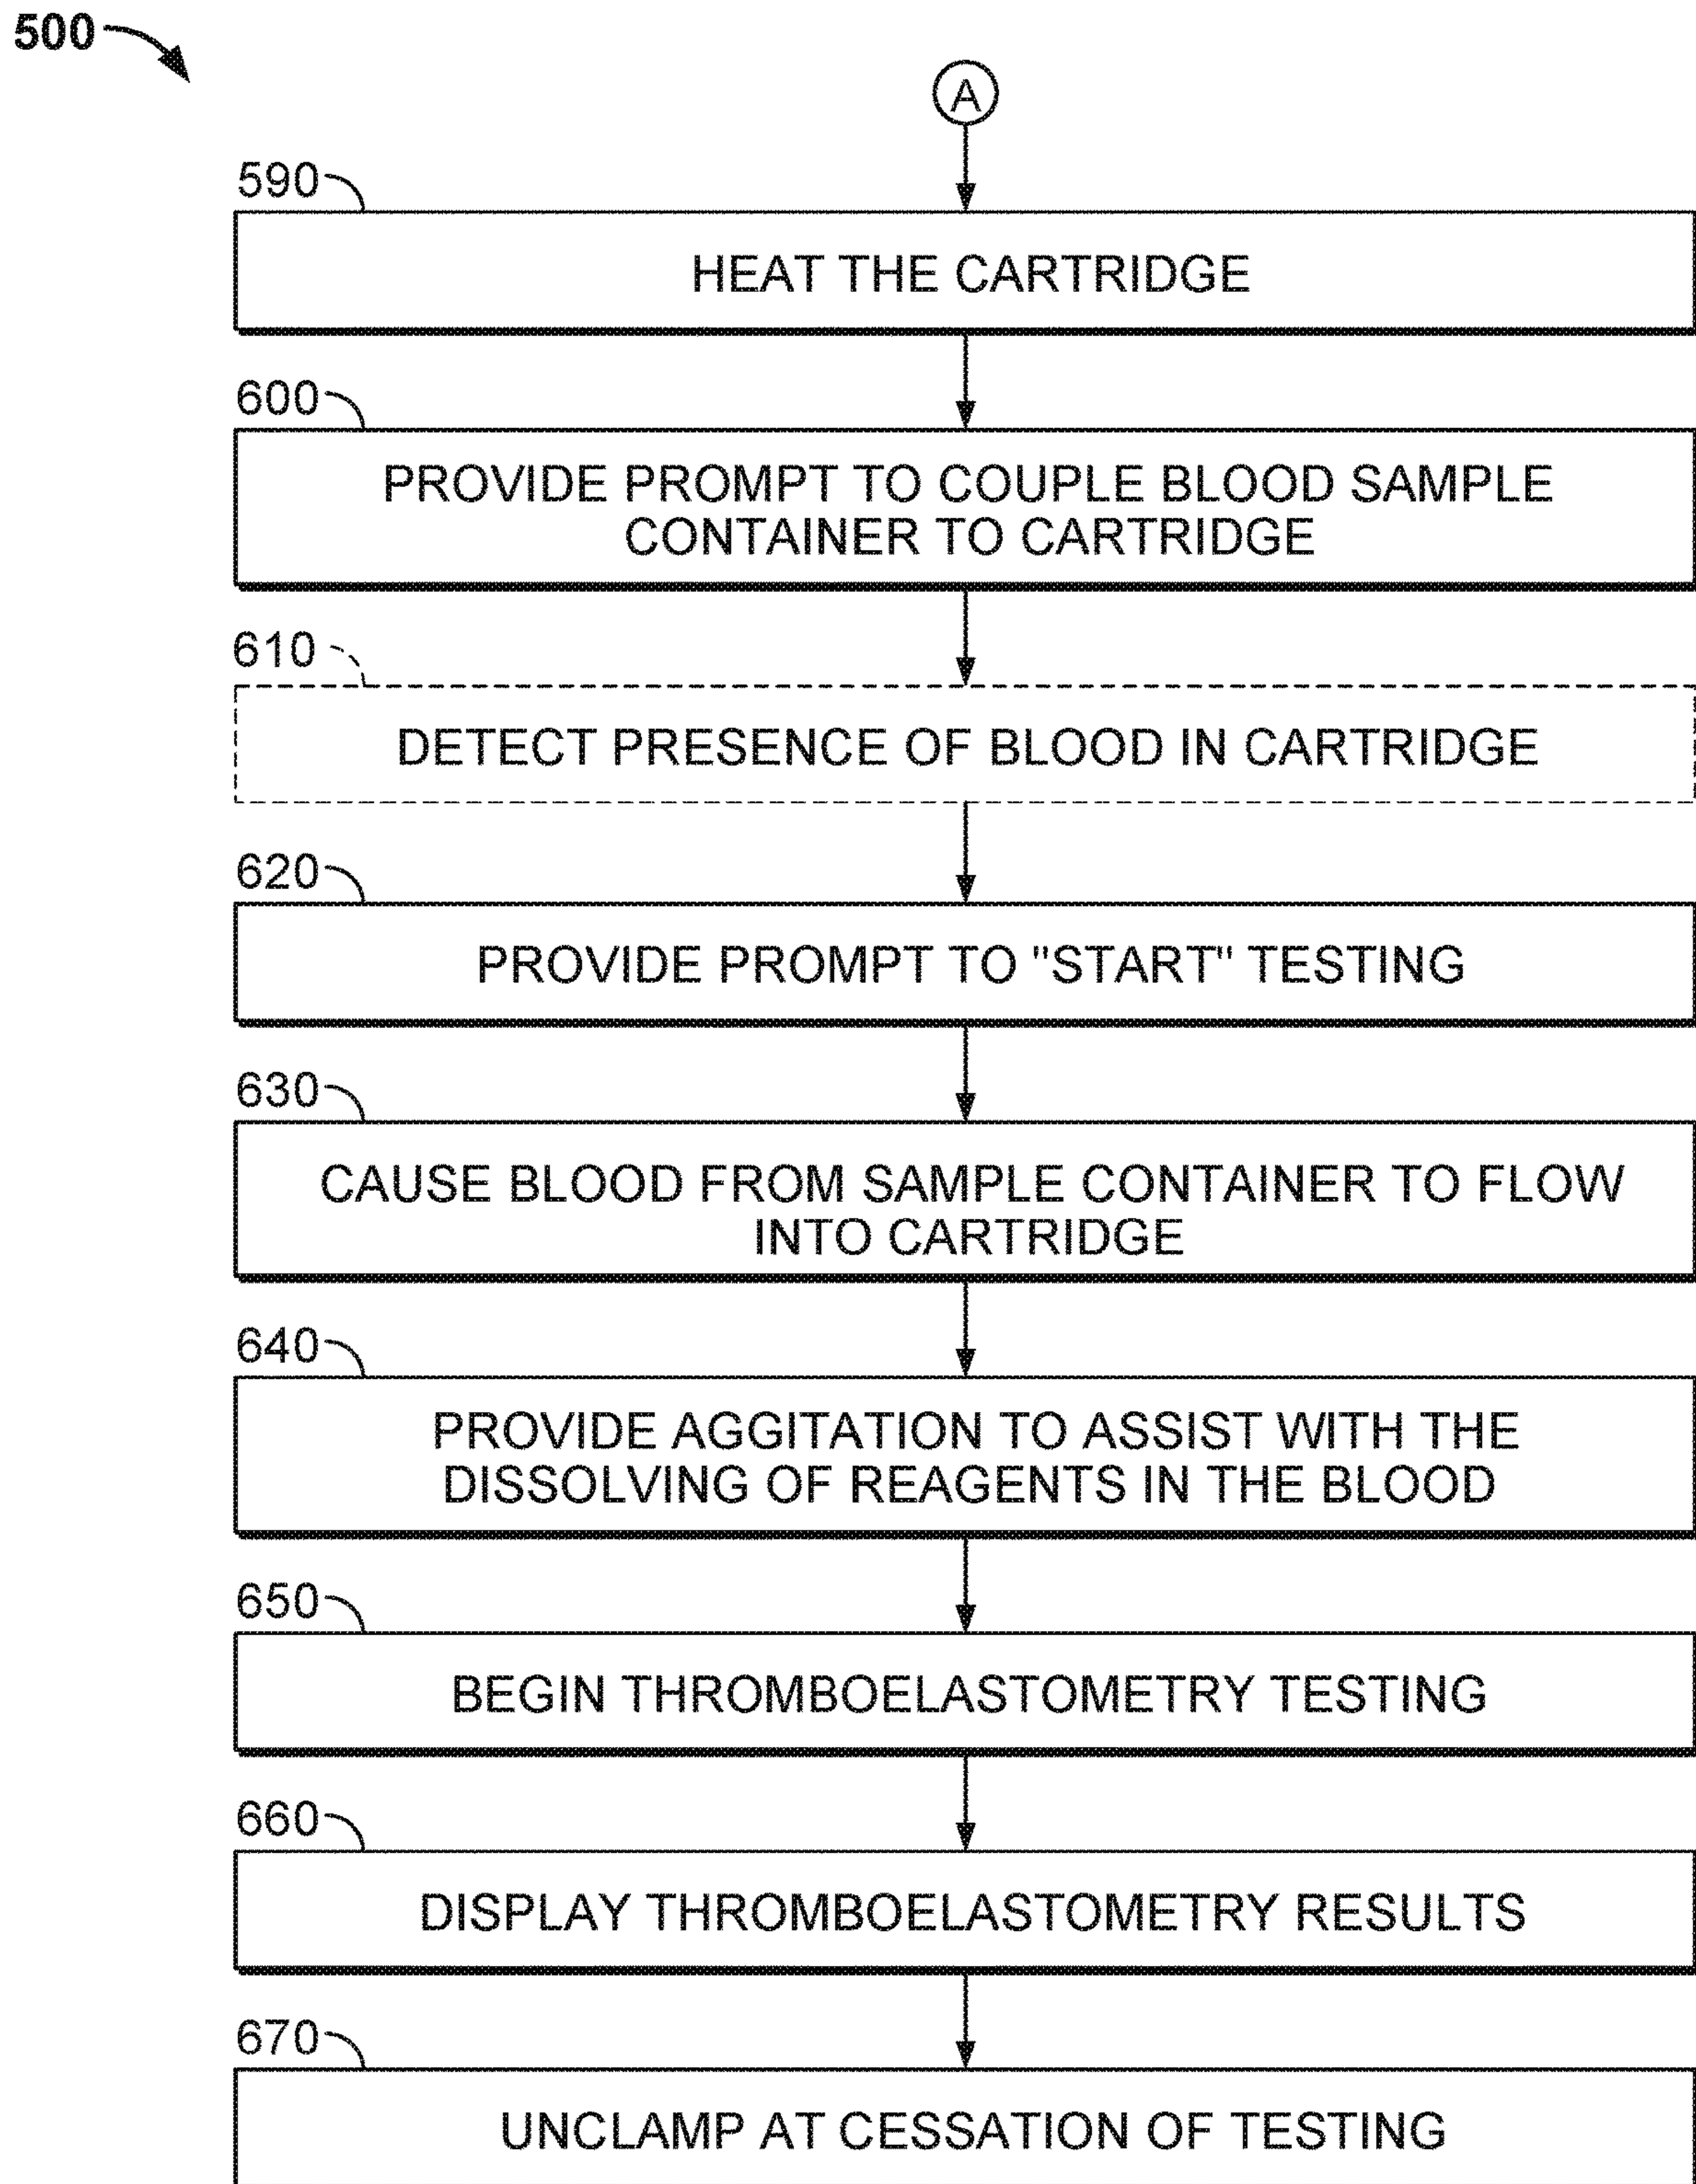 500
A
590
HEAT THE CARTRIDGE
600
PROVIDE PROMPT TO COUPLE BLOOD SAMPLE
CONTAINER TO CARTRIDGE
610
DETECT PRESENCE OF BLOOD IN CARTRIDGE
620
PROVIDE PROMPT TO "START" TESTING
630
CAUSE BLOOD FROM SAMPLE CONTAINER TO FLOW
INTO CARTRIDGE
640
PROVIDE AGGITATION TO ASSIST WITH THE
DISSOLVING OF REAGENTS IN THE BLOOD
650
BEGIN THROMBOELASTOMETRY TESTING
660
DISPLAY THROMBOELASTOMETRY RESULTS
670
UNCLAMP AT CESSATION OF TESTING